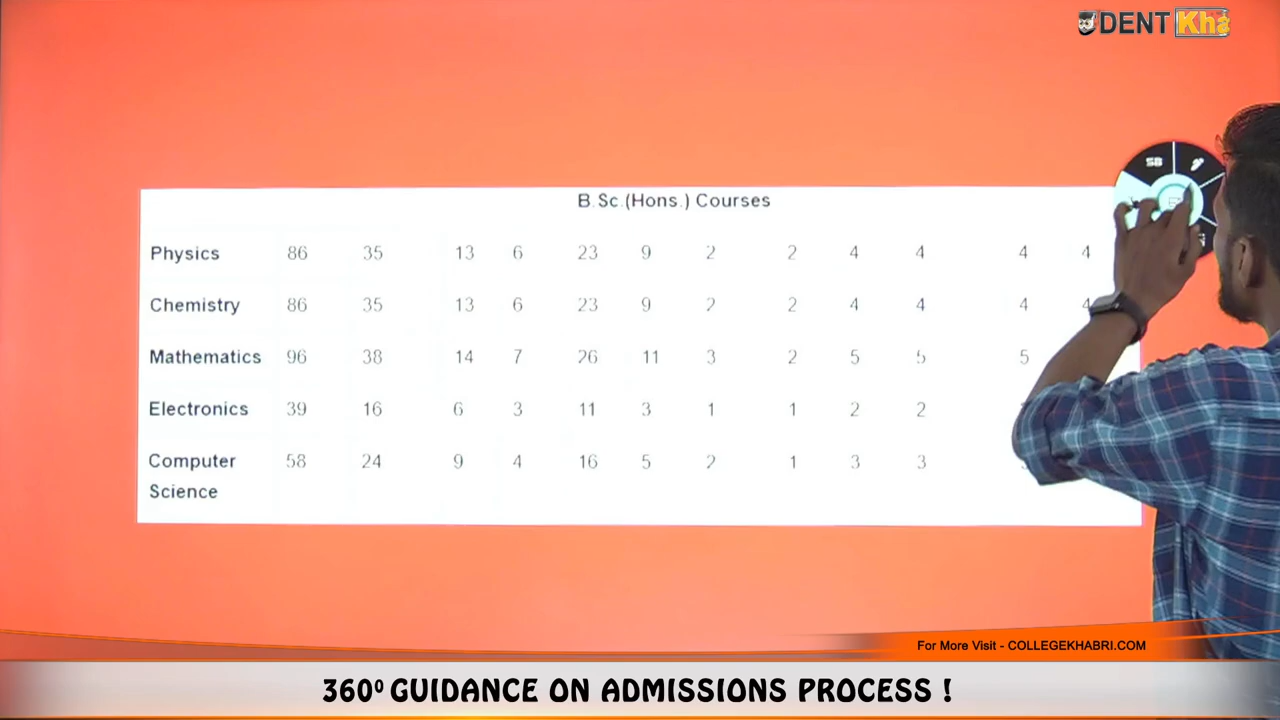 DENT Kha
58
B.Sc.(Hons.) Courses
Physics 86 35 13 6 23 9 2 2 4 4 4 4
Chemistry 86 35 13 6 23 9 2 2 4 4 4 4
Mathematics 96 38 14 7 26 11 3 2 5 5 5
Electronics 39 16 6 3 11 3 1 1 2 2
Computer 58 24 9 4 16 5 2 1 3 3
Science
For More Visit - COLLEGEKHABRI.COM
360⁰ GUIDANCE ON ADMISSIONS PROCESS !